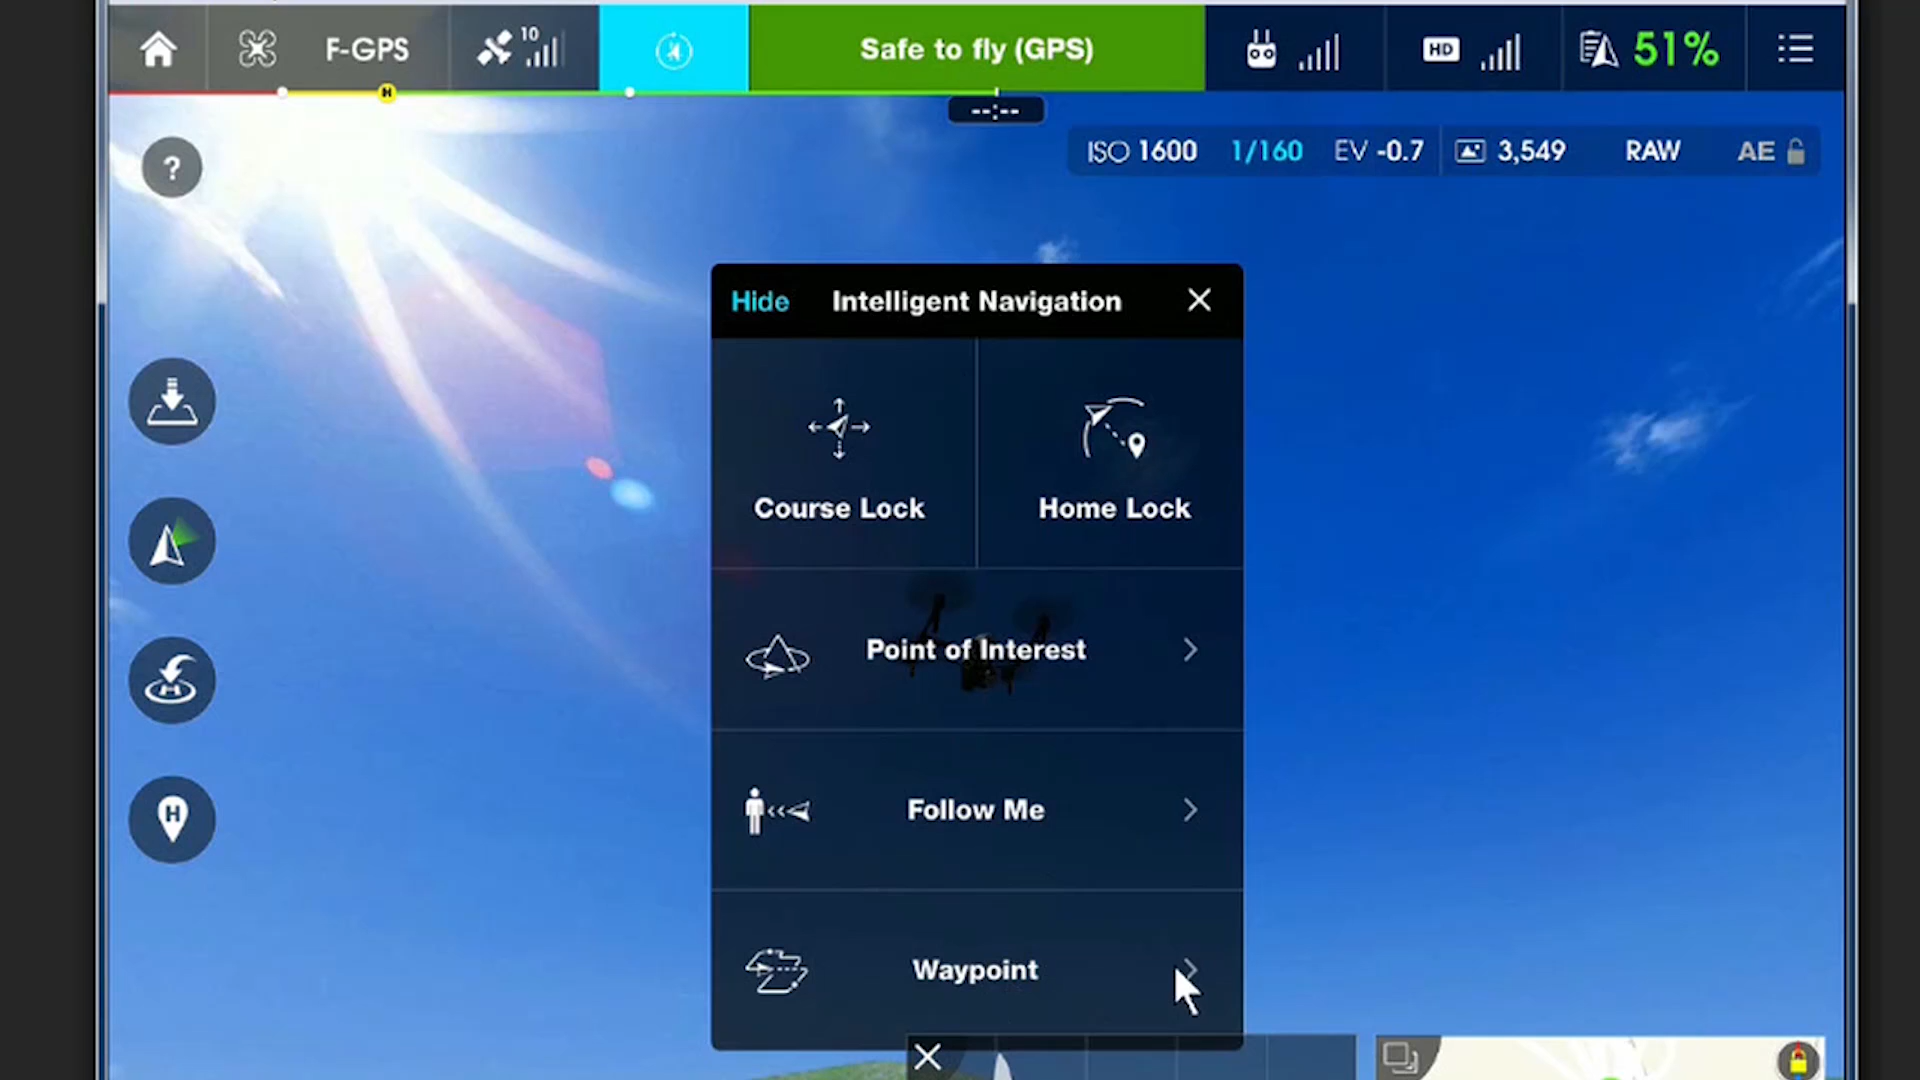 F-GPS
10
Safe to fly (GPS)
HD
51%
H
--:--
?
ISO 1600 1/160 EV -0.7 3,549 RAW AE
Hide Intelligent Navigation
Course Lock
Home Lock
Point of Interest
Follow Me
Waypoint
H
H